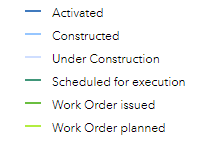 Activated
Constructed
Under Construction
Scheduled for execution
Work Order issued
Work Order planned